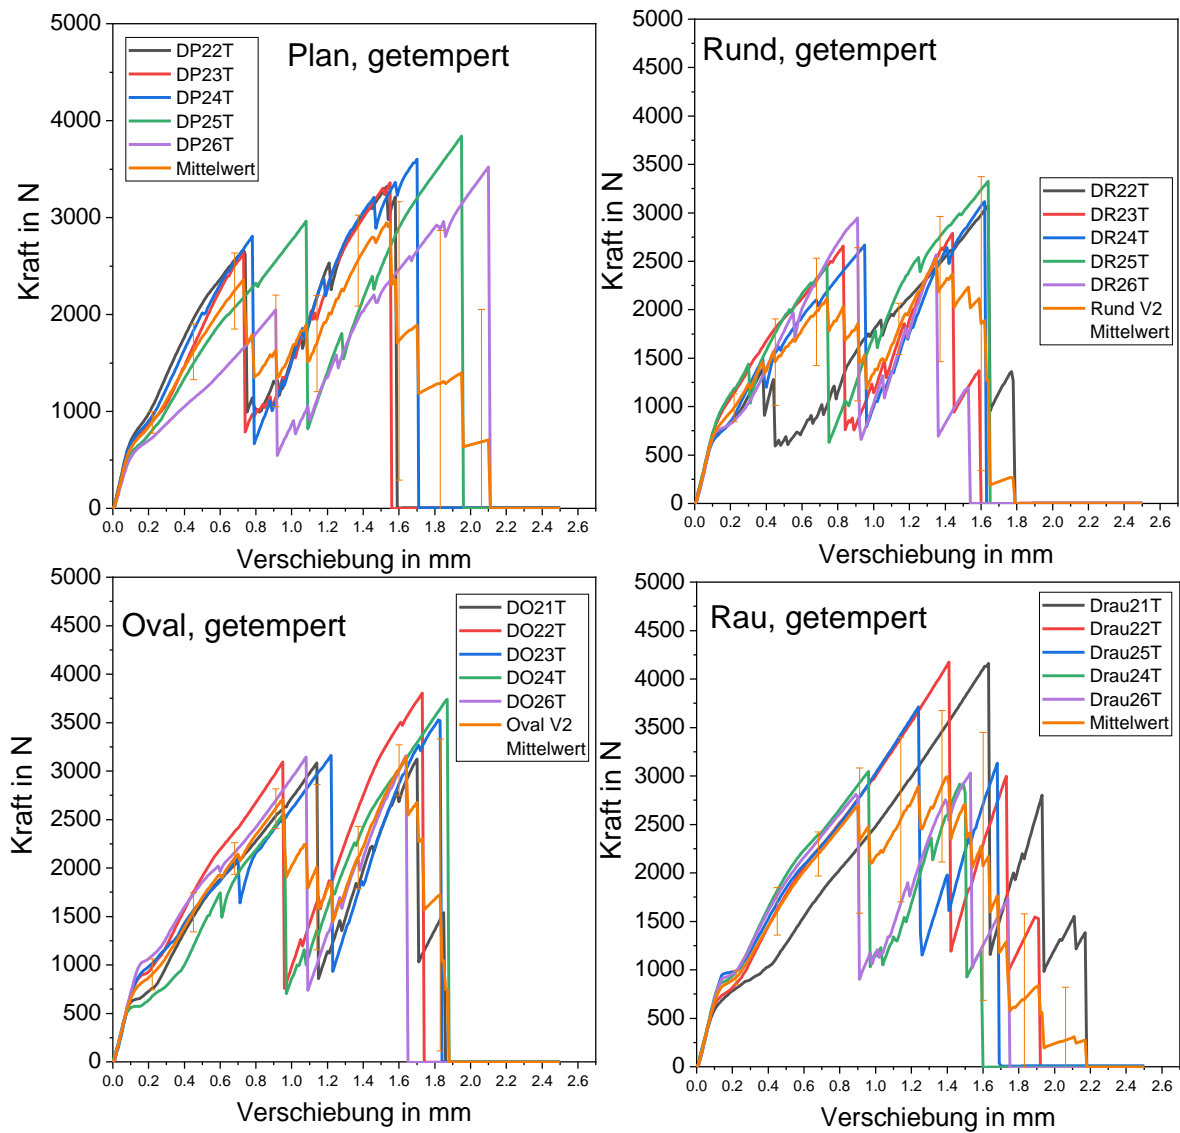 Plan, getempert
DP22T
DP23T
DP24T
DP25T
DP26T
Mittelwert
Kraft in N
5000
4000
3000
2000
1000
0
0.0 0.2 0.4 0.6 0.8 1.0 1.2 1.4 1.6 1.8 2.0 2.2 2.4 2.6
Verschiebung in mm
Rund, getempert
DR22T
DR23T
DR24T
DR25T
DR26T
Rund V2
Mittelwert
Kraft in N
5000
4500
4000
3500
3000
2500
2000
1500
1000
500
0
0.0 0.2 0.4 0.6 0.8 1.0 1.2 1.4 1.6 1.8 2.0 2.2 2.4 2.6
Verschiebung in mm
Oval, getempert
DO21T
DO22T
DO23T
DO24T
DO26T
Oval V2
Mittelwert
Kraft in N
5000
4500
4000
3500
3000
2500
2000
1500
1000
500
0
0.0 0.2 0.4 0.6 0.8 1.0 1.2 1.4 1.6 1.8 2.0 2.2 2.4 2.6
Verschiebung in mm
Rau, getempert
Drau21T
Drau22T
Drau25T
Drau24T
Drau26T
Mittelwert
Kraft in N
5000
4500
4000
3500
3000
2500
2000
1500
1000
500
0
0.0 0.2 0.4 0.6 0.8 1.0 1.2 1.4 1.6 1.8 2.0 2.2 2.4 2.6
Verschiebung in mm